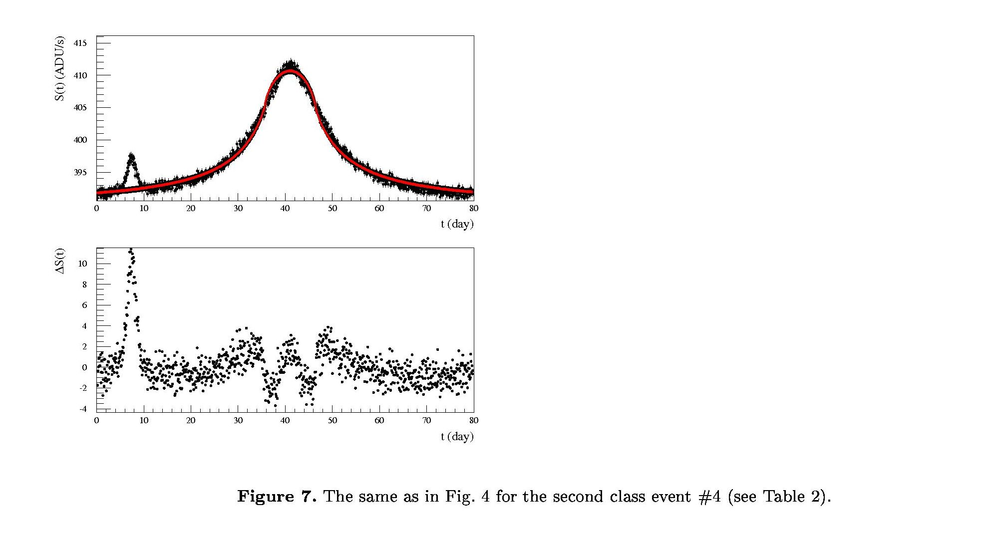 S(t) (ADU/s)
415
410
405
400
395
0 10 20 30 40 50 60 70 80
t (day)
ΔS(t)
10
8
6
4
2
0
-2
-4
0 10 20 30 40 50 60 70 80
t (day)
Figure 7. The same as in Fig. 4 for the second class event #4 (see Table 2).